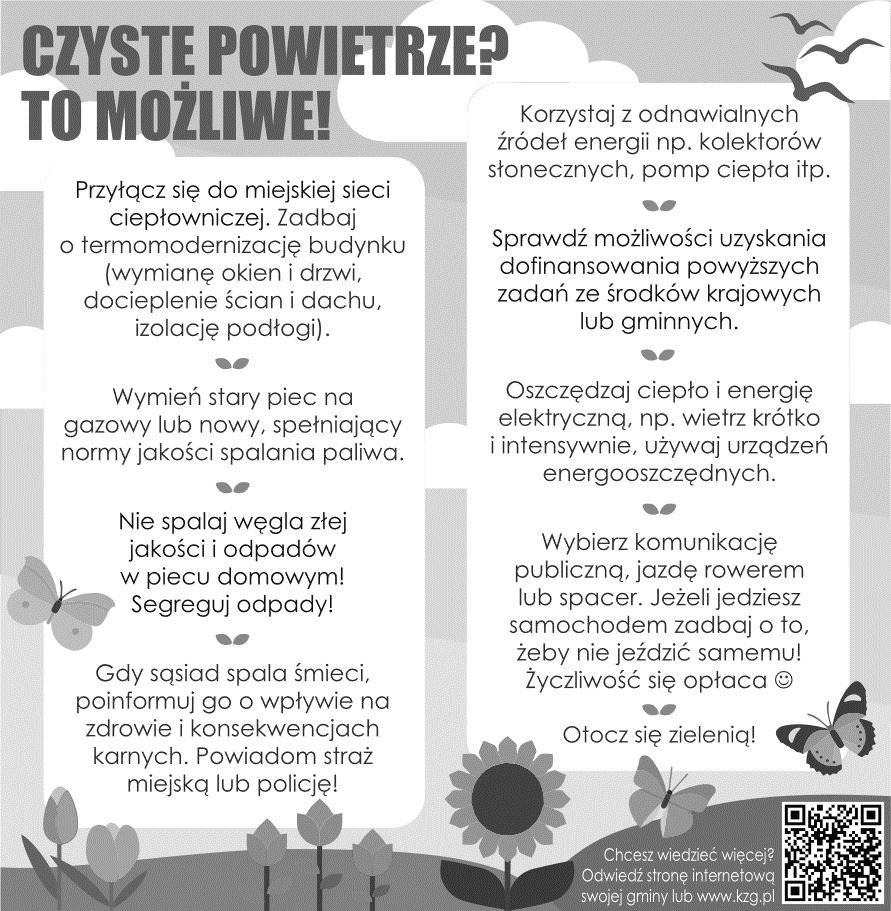 CZYSTE POWIETRZE?
TO MOŻLIWE!
Przyłącz się do miejskiej sieci
ciepłowniczej. Zadbaj
o termomodernizację budynku
(wymianę okien i drzwi,
docieplenie ścian i dachu,
izolację podłogi).
Wymień stary piec na
gazowy lub nowy, spełniający
normy jakości spalania paliwa.
Nie spalaj węgla złej
jakości i odpadów
w piecu domowym!
Segreguj odpady!
Gdy sąsiad spala śmieci,
poinformuj go o wpływie na
zdrowie i konsekwencjach
karnych. Powiadom straż
miejską lub policję!
Korzystaj z odnawialnych
źródeł energii np. kolektorów
słonecznych, pomp ciepła itp.
Sprawdź możliwości uzyskania
dofinansowania powyższych
zadań ze środków krajowych
lub gminnych.
Oszczędzaj ciepło i energię
elektryczną, np. wietrz krótko
i intensywnie, używaj urządzeń
energooszczędnych.
Wybierz komunikację
publiczną, jazdę rowerem
lub spacer. Jeżeli jedziesz
samochodem zadbaj o to,
żeby nie jeździć samemu!
Życzliwość się opłaca ☺
Otocz się zielenią!
Chcesz wiedzieć więcej?
Odwiedź stronę internetową
swojej gminy lub www.kzg.pl